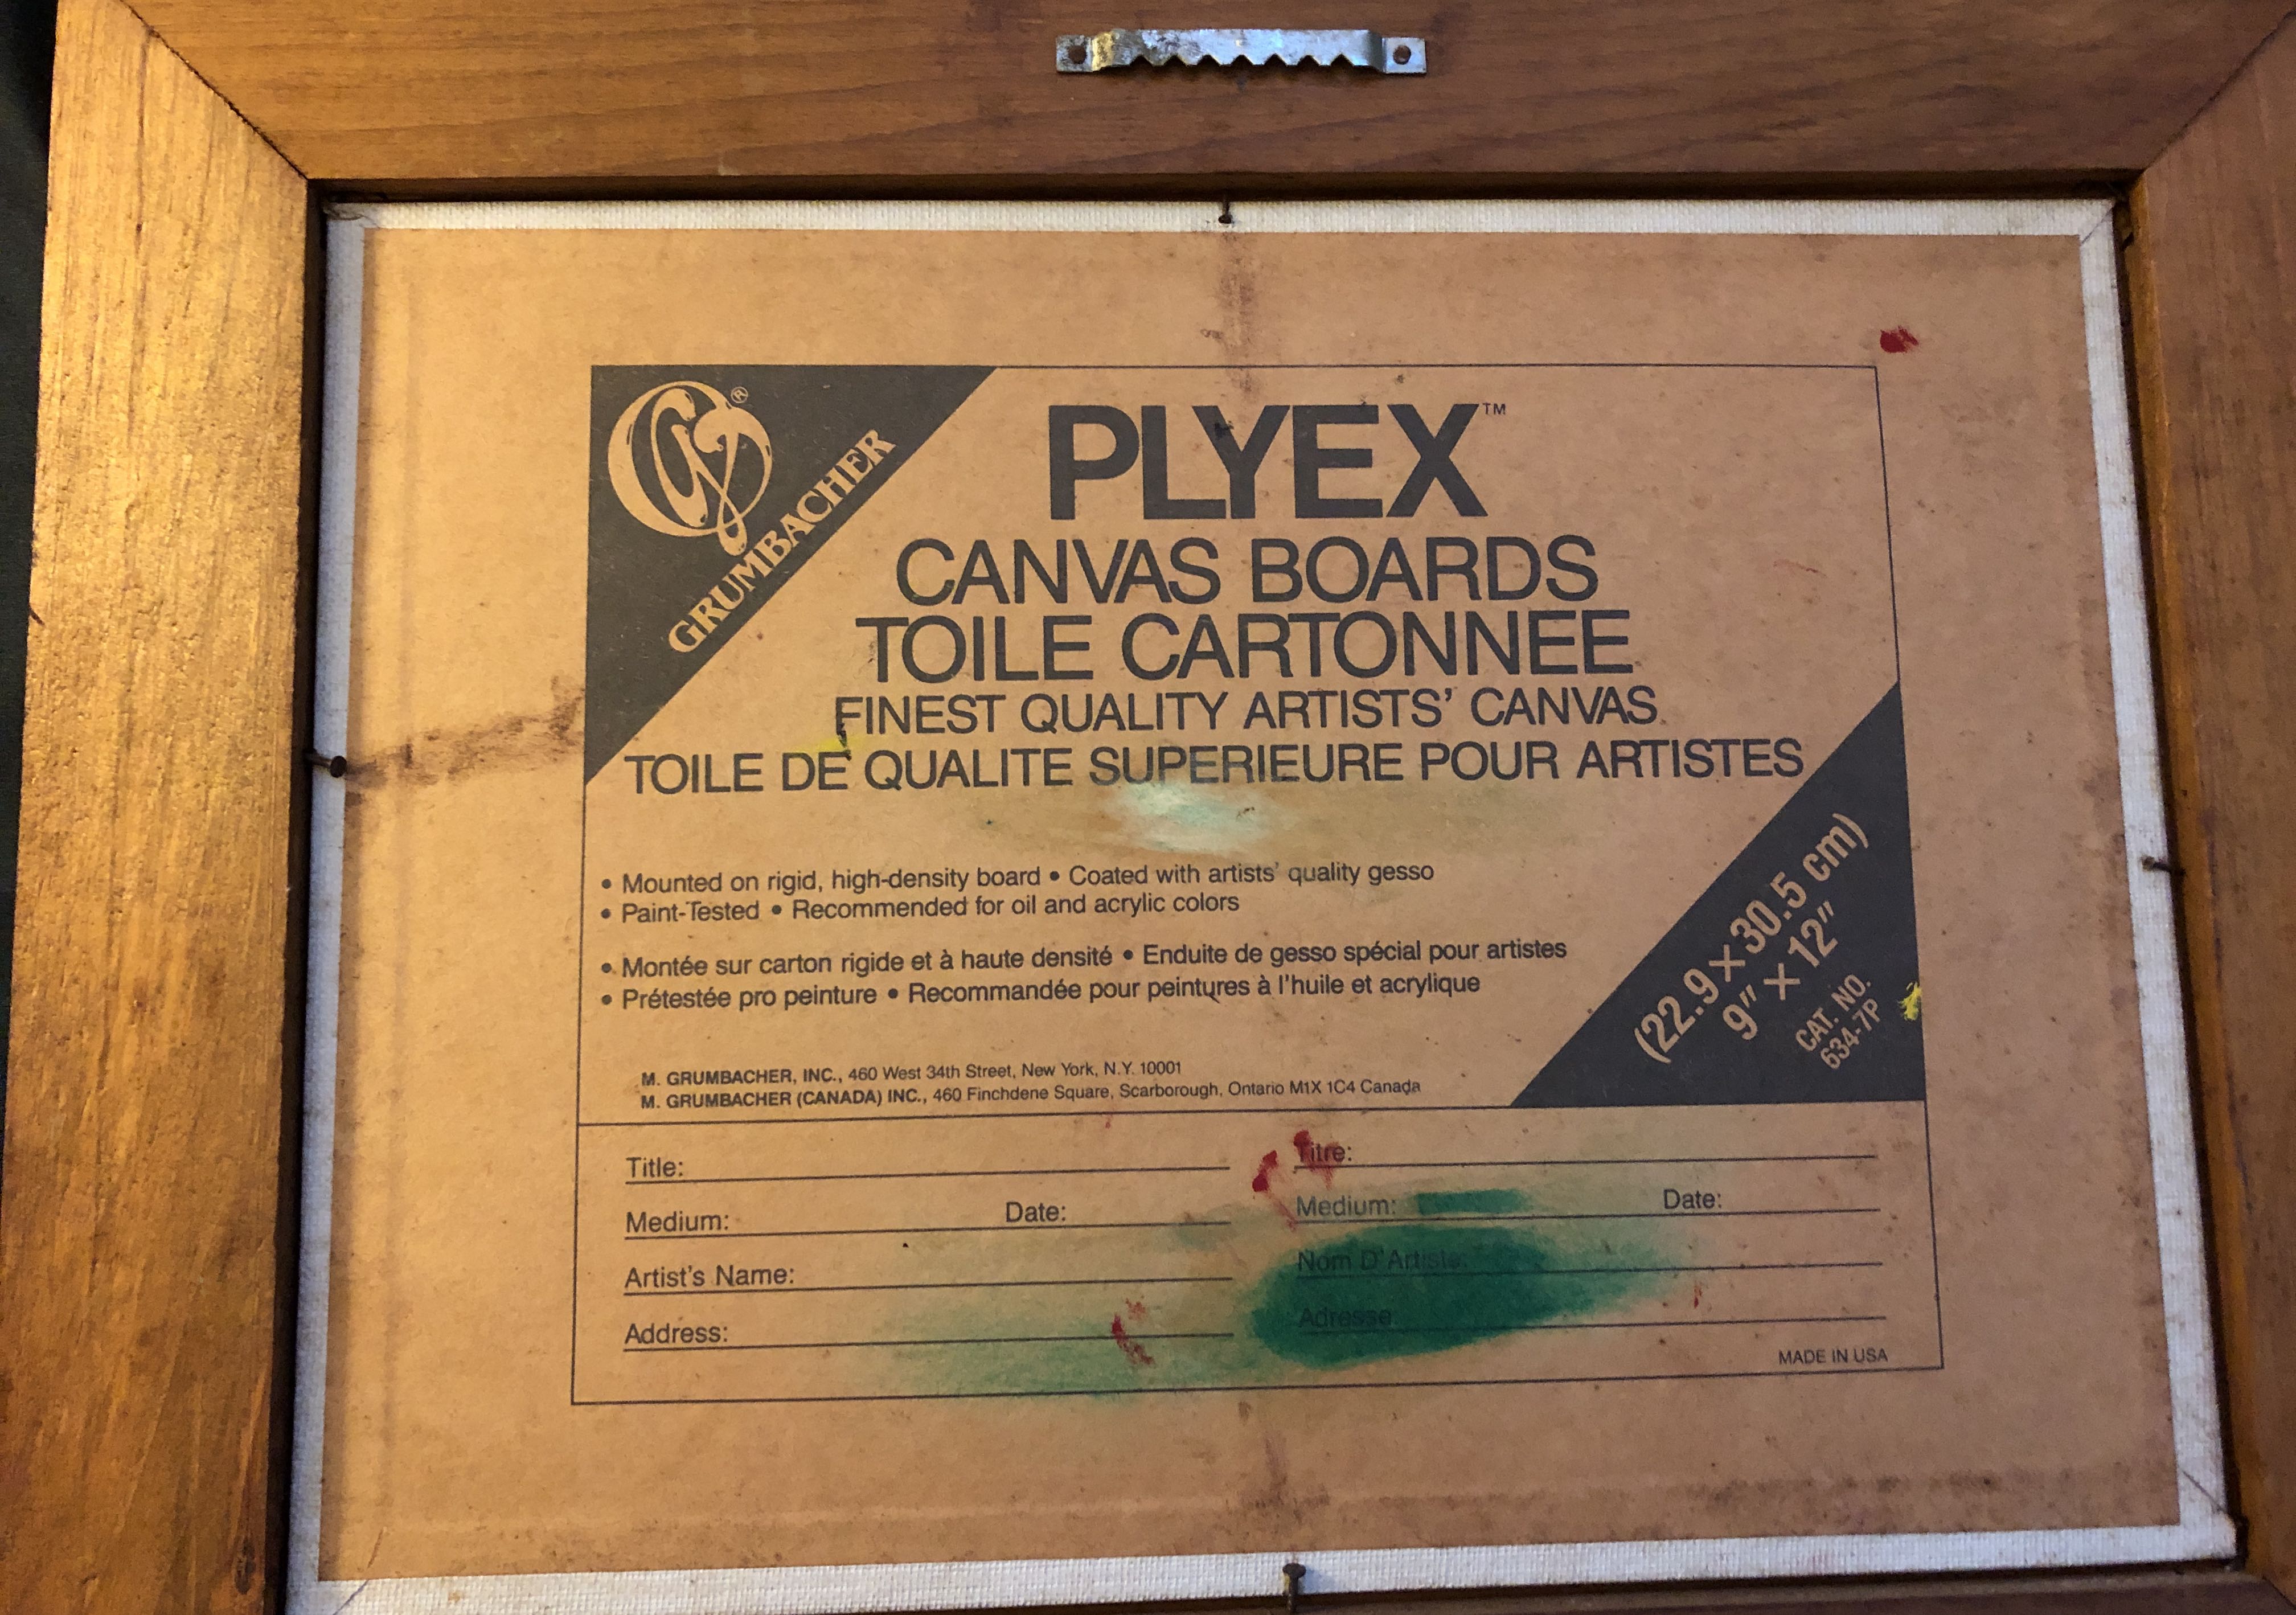 GRUMBACHER ®
PLYEX™
CANVAS BOARDS
TOILE CARTONNEE
FINEST QUALITY ARTISTS' CANVAS
TOILE DE QUALITE SUPERIEURE POUR ARTISTES
• Mounted on rigid, high-density board • Coated with artists' quality gesso
• Paint-Tested • Recommended for oil and acrylic colors
• Montée sur carton rigide et à haute densité • Enduite de gesso spécial pour artistes
• Prétestée pro peinture • Recommandée pour peintures à l'huile et acrylique
(22.9 × 30.5 cm)
9" × 12"
CAT. NO.
634-7P
M. GRUMBACHER, INC., 460 West 34th Street, New York, N.Y. 10001
M. GRUMBACHER (CANADA) INC., 460 Finchdene Square, Scarborough, Ontario M1X 1C4 Canada
Title: Titre:
Medium: Date: Medium: Date:
Artist's Name: Nom D'Artiste:
Address: Adresse:
MADE IN USA